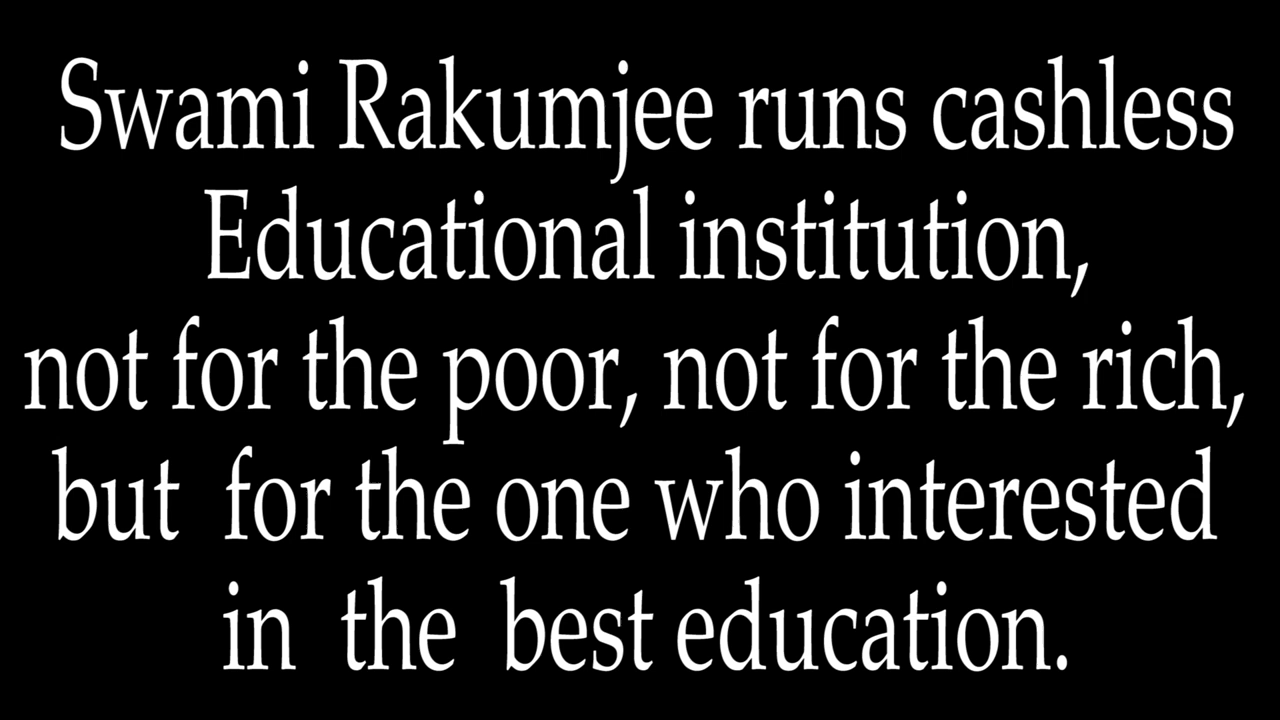 Swami Rakumjee runs cashless
Educational institution,
not for the poor, not for the rich,
but for the one who interested
in the best education.